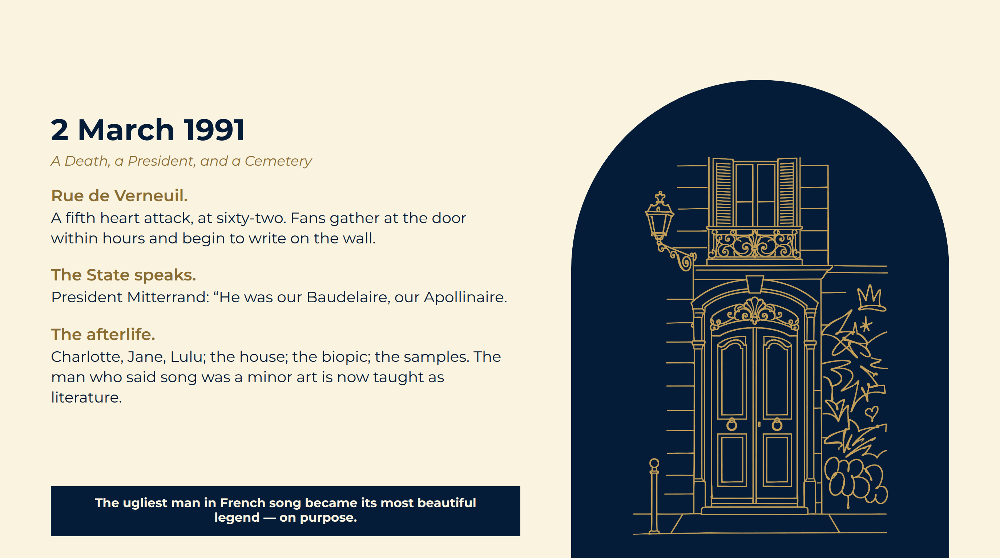 2 March 1991
A Death, a President, and a Cemetery
Rue de Verneuil.
A fifth heart attack, at sixty-two. Fans gather at the door
within hours and begin to write on the wall.
The State speaks.
President Mitterrand: “He was our Baudelaire, our Apollinaire.
The afterlife.
Charlotte, Jane, Lulu; the house; the biopic; the samples. The
man who said song was a minor art is now taught as
literature.
The ugliest man in French song became its most beautiful
legend — on purpose.